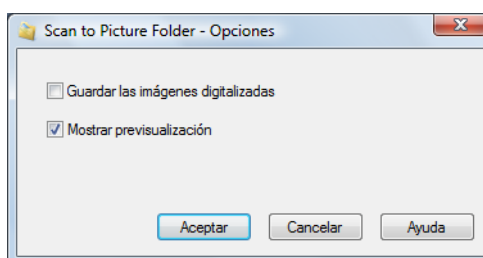 Scan to Picture Folder - Opciones
Guardar las imágenes digitalizadas
Mostrar previsualización
Aceptar Cancelar Ayuda